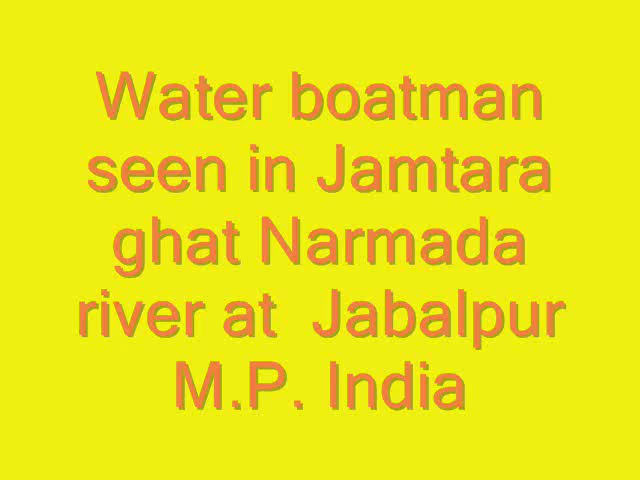 Water boatman
seen in Jamtara
ghat Narmada
river at  Jabalpur
M.P. India